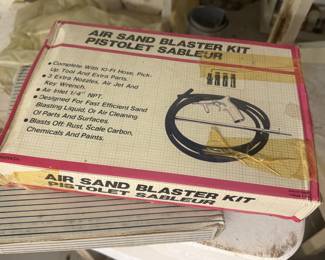 AIR SAND BLASTER KIT
PISTOLET SABLEUR
• Complete With 10-Ft Hose, Pick-
Up Tool And Extra Parts.
• 3 Extra Nozzles, Air Jet And
Key Wrench.
• Air Inlet 1/4" NPT.
• Designed For Fast Efficient Sand
Blasting Liquid, Or Air Cleaning
Of Parts And Surfaces.
• Blasts Off: Rust, Scale Carbon,
Chemicals And Paints.
AIR SAND BLASTER KIT
PISTOLET SABLEUR